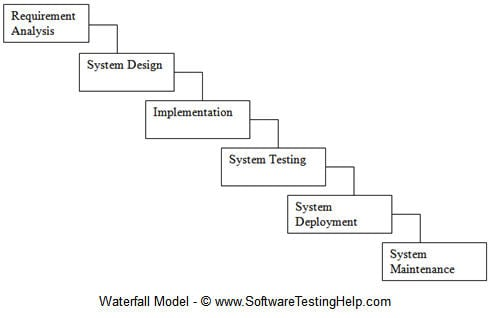 Requirement
Analysis
System Design
Implementation
System Testing
System
Deployment
System
Maintenance
Waterfall Model - © www.SoftwareTestingHelp.com